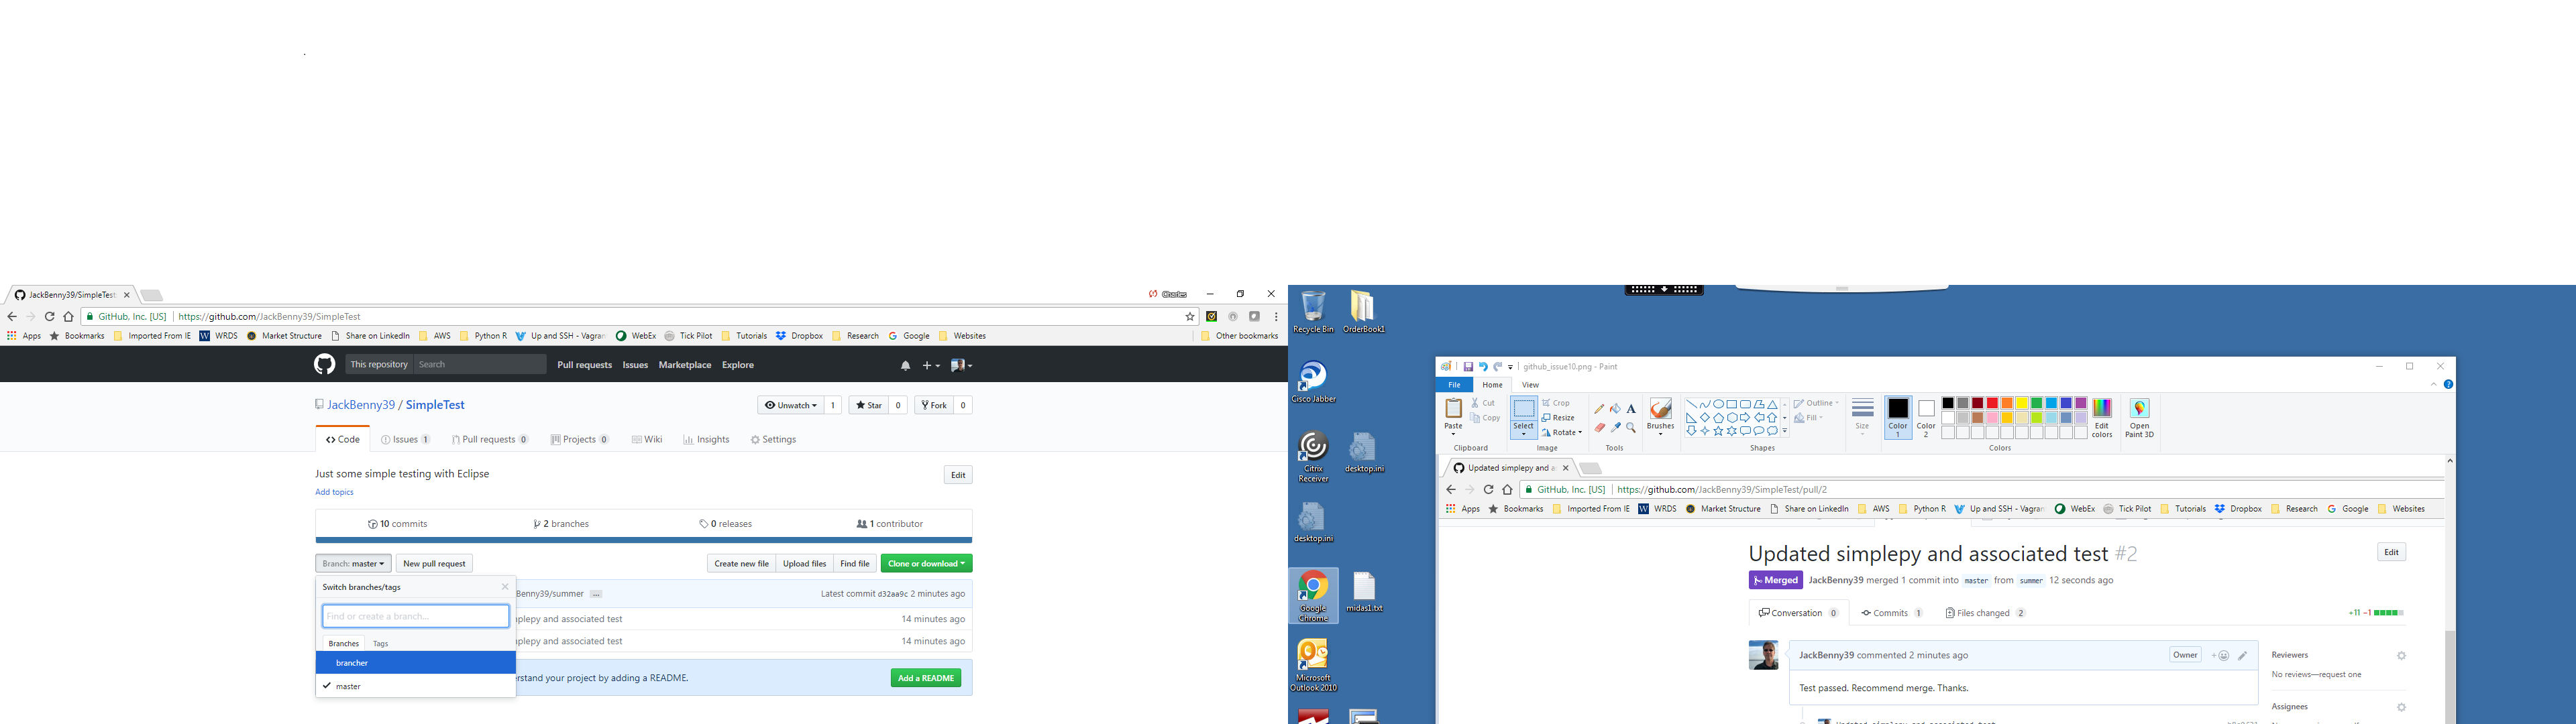 JackBenny39/SimpleTest
Charles
GitHub, Inc. [US] https://github.com/JackBenny39/SimpleTest
Apps Bookmarks Imported From IE WRDS Market Structure Share on LinkedIn AWS Python R Up and SSH - Vagran WebEx Tick Pilot Tutorials Dropbox Research Google Websites Other bookmarks
This repository Search Pull requests Issues Marketplace Explore
JackBenny39 / SimpleTest Unwatch 1 Star 0 Fork 0
Code Issues 1 Pull requests 0 Projects 0 Wiki Insights Settings
Just some simple testing with Eclipse Edit
Add topics
10 commits 2 branches 0 releases 1 contributor
Branch: master New pull request Create new file Upload files Find file Clone or download
Switch branches/tags
Benny39/summer ... Latest commit d32aa9c 2 minutes ago
Find or create a branch...
mplepy and associated test 14 minutes ago
Branches Tags
mplepy and associated test 14 minutes ago
brancher
erstand your project by adding a README. Add a README
master
Recycle Bin OrderBook1
Cisco Jabber
Citrix Receiver desktop.ini
desktop.ini
Google Chrome midas1.txt
Microsoft Outlook 2010
github_issue10.png - Paint
File Home View
Paste Cut Copy
Select Crop Resize Rotate
Brushes
Outline Fill
Size
Color 1 Color 2
Edit colors
Open Paint 3D
Clipboard Image Tools Shapes Colors
Updated simplepy and a
GitHub, Inc. [US] https://github.com/JackBenny39/SimpleTest/pull/2
Apps Bookmarks Imported From IE WRDS Market Structure Share on LinkedIn AWS Python R Up and SSH - Vagran WebEx Tick Pilot Tutorials Dropbox Research Google Websites
Updated simplepy and associated test #2 Edit
Merged JackBenny39 merged 1 commit into master from summer 12 seconds ago
Conversation 0 Commits 1 Files changed 2 +11 −1
JackBenny39 commented 2 minutes ago Owner
Test passed. Recommend merge. Thanks.
Reviewers
No reviews—request one
Assignees
Updated simplepy and associated test